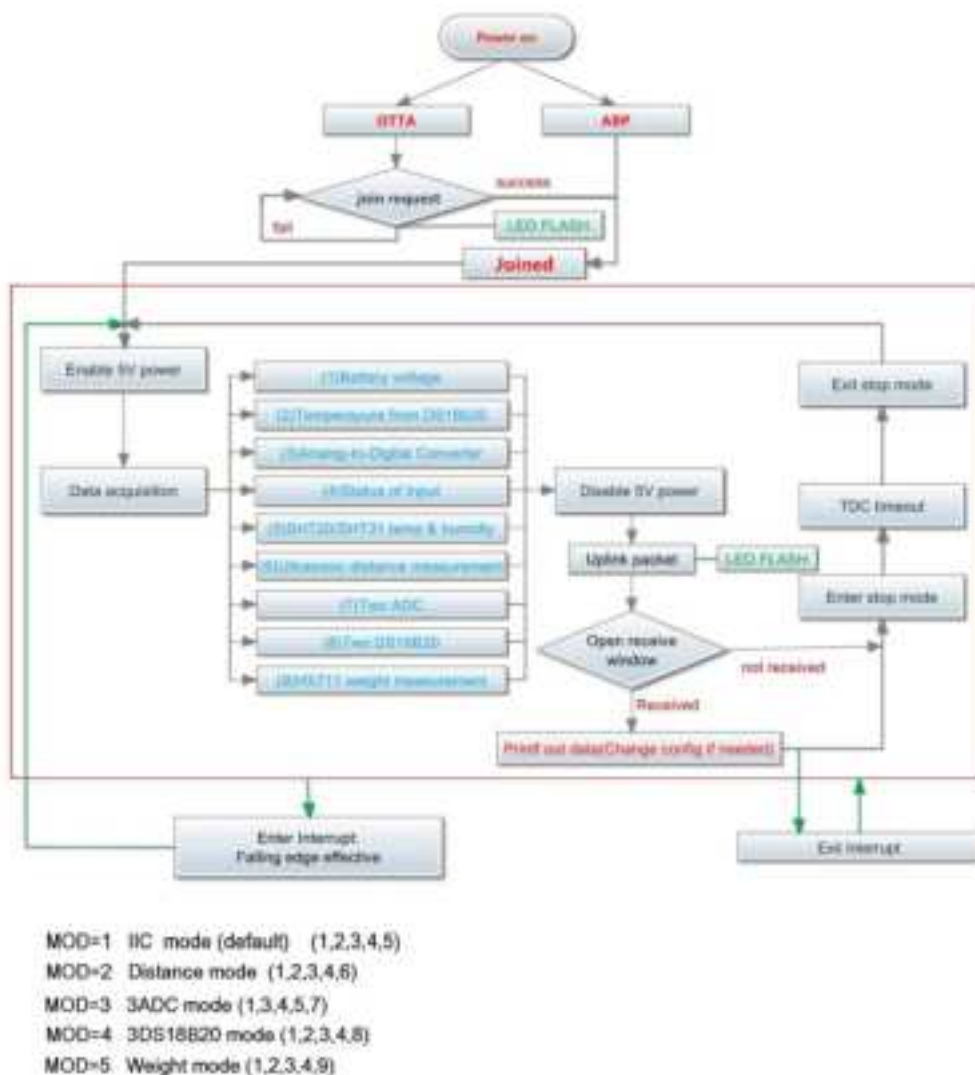 Power on
OTTA
ABP
join request
success
fail
LED FLASH
Joined
Enable 5V power
(1)Battery voltage
Exit stop mode
(2)Temperayure from DS18B20
(3)Analog-to-Digital Converter
Data acquisition
(4)Status of Input
Disable 5V power
TDC timeout
(5)SHT20/SHT31 temp & humidity
Uplink packet
LED FLASH
(6)Ultrasonic distance measurement
Enter stop mode
(7)Two ADC
Open receive
window
(8)Two DS18B20
not received
(9)HX711 weight measurement
Received
Printf out data(Change config if needed)
Enter Interrupt
Falling edge effective
Exit Interrupt
MOD=1 IIC mode (default) (1,2,3,4,5)
MOD=2 Distance mode (1,2,3,4,6)
MOD=3 3ADC mode (1,3,4,5,7)
MOD=4 3DS18B20 mode (1,2,3,4,8)
MOD=5 Weight mode (1,2,3,4,9)